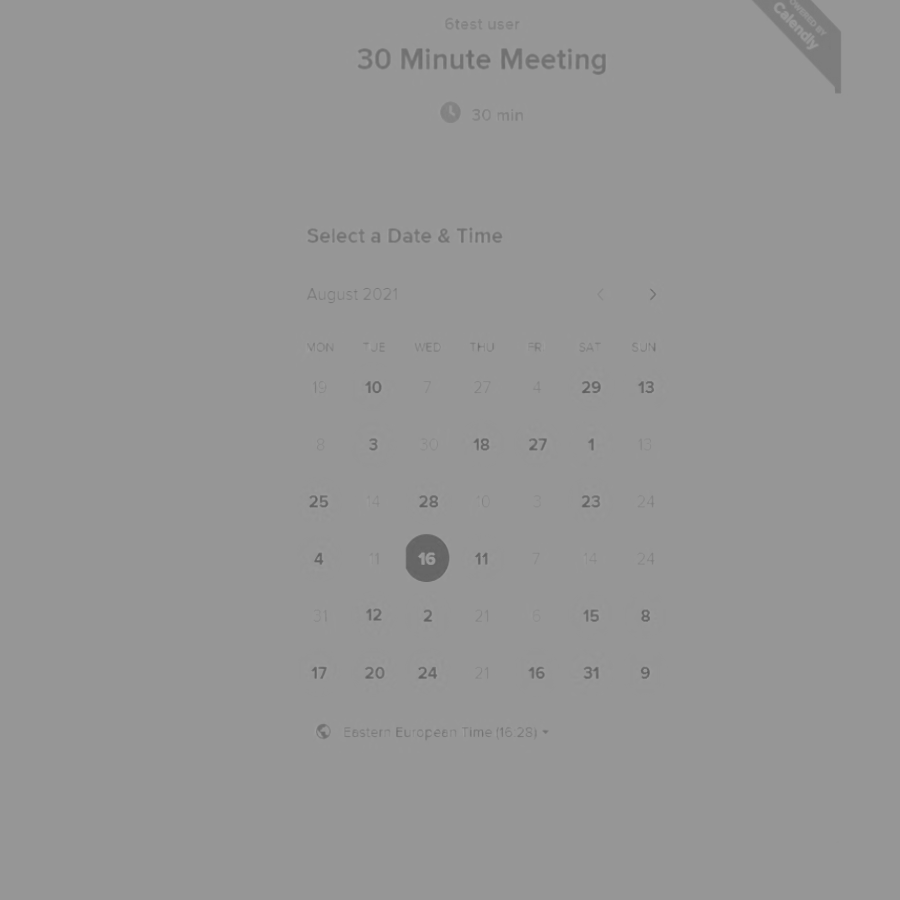 6test user
POWERED BY
Calendly
30 Minute Meeting
30 min
Select a Date & Time
August 2021
MON TUE WED THU FRI SAT SUN
19 10 7 27 4 29 13
8 3 30 18 27 1 13
25 14 28 10 3 23 24
4 11 16 11 7 14 24
31 12 2 21 6 15 8
17 20 24 21 16 31 9
Eastern European Time (16:28)